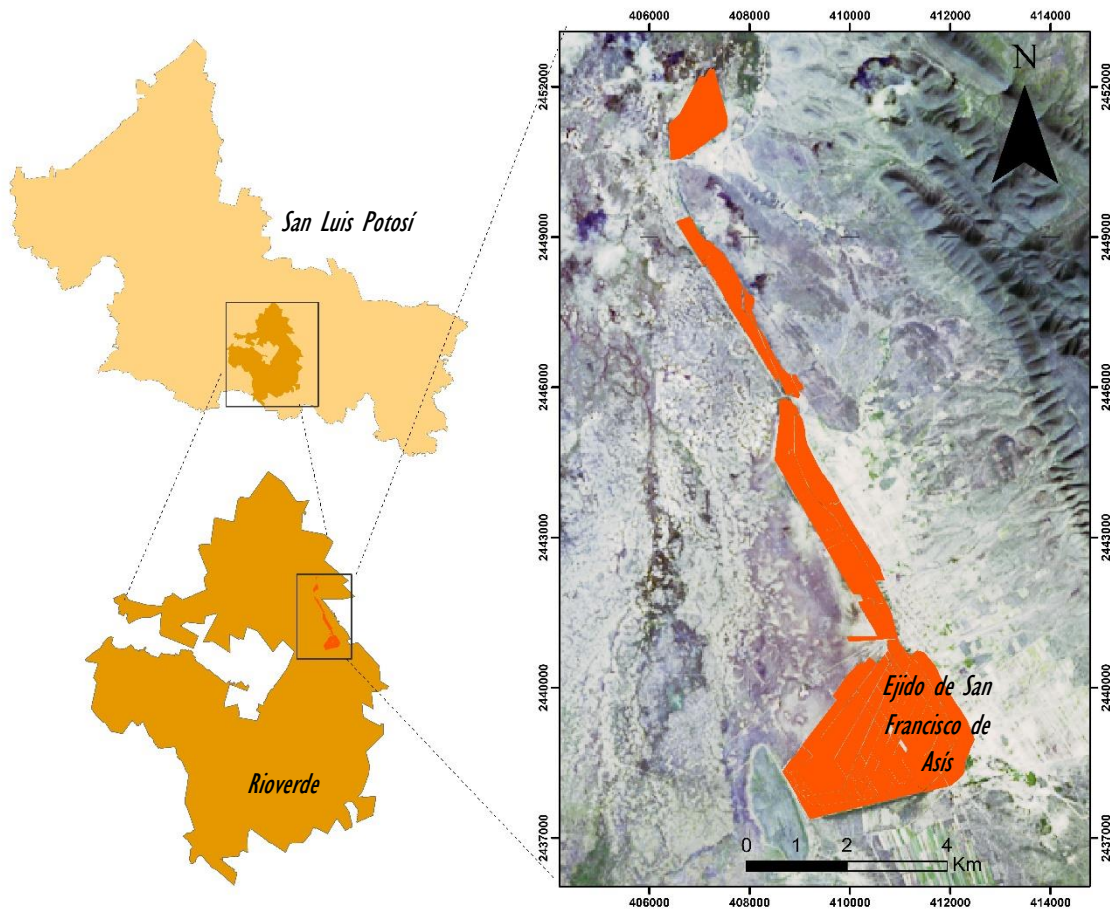 San Luis Potosí
Rioverde
406000 408000 410000 412000 414000
N
2452000 2452000
2449000 2449000
2446000 2446000
2443000 2443000
2440000 2440000
2437000 2437000
Ejido de San
Francisco de
Asís
0 1 2 4
Km
406000 408000 410000 412000 414000